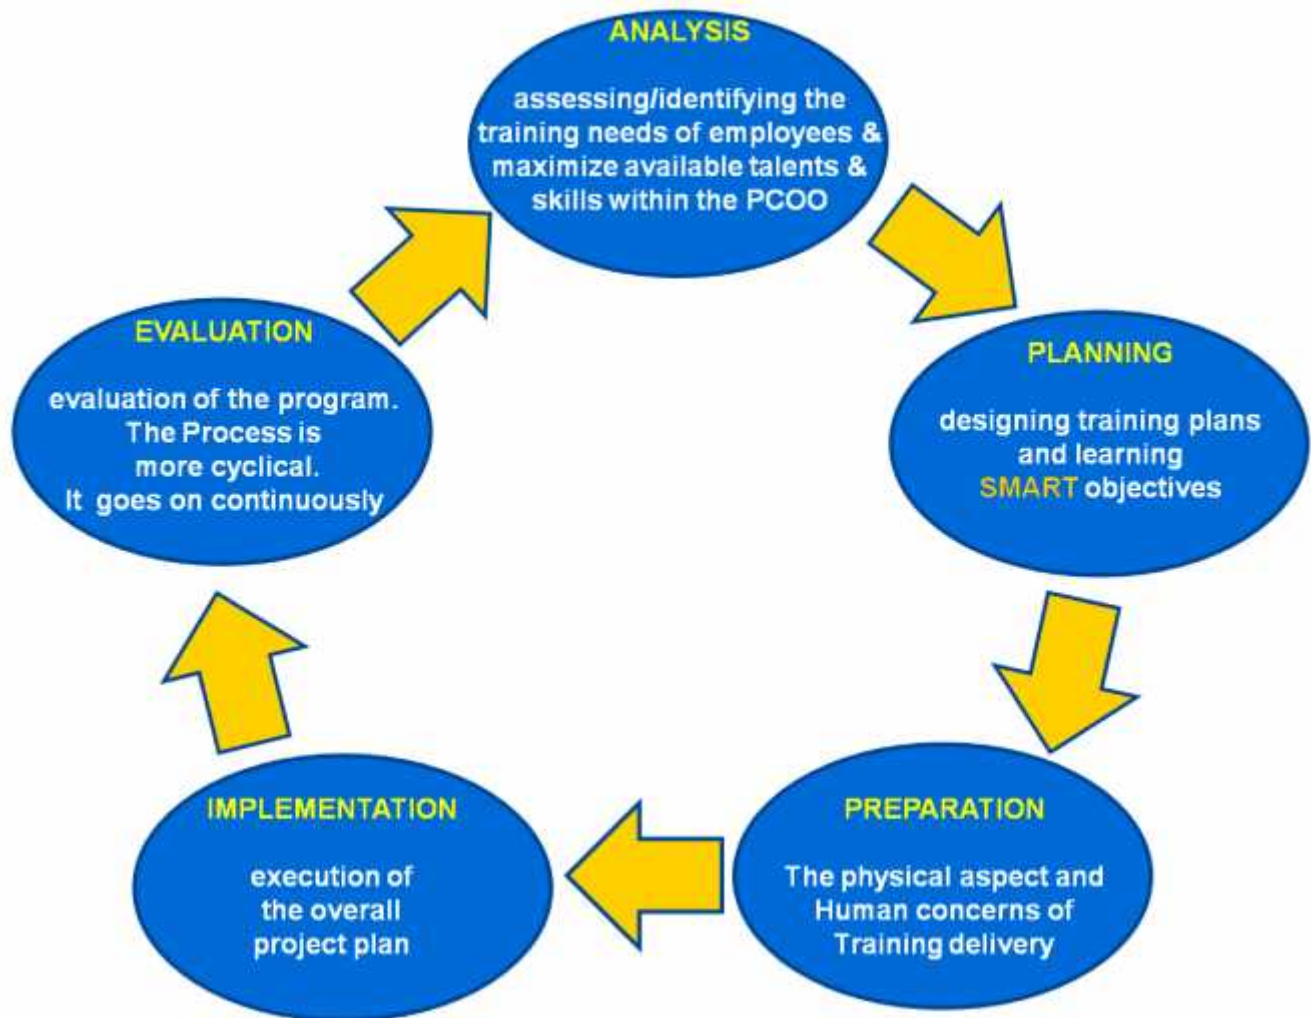 ANALYSIS
assessing/identifying the
training needs of employees &
maximize available talents &
skills within the PCOO
PLANNING
designing training plans
and learning
SMART objectives
PREPARATION
The physical aspect and
Human concerns of
Training delivery
IMPLEMENTATION
execution of
the overall
project plan
EVALUATION
evaluation of the program.
The Process is
more cyclical.
It goes on continuously